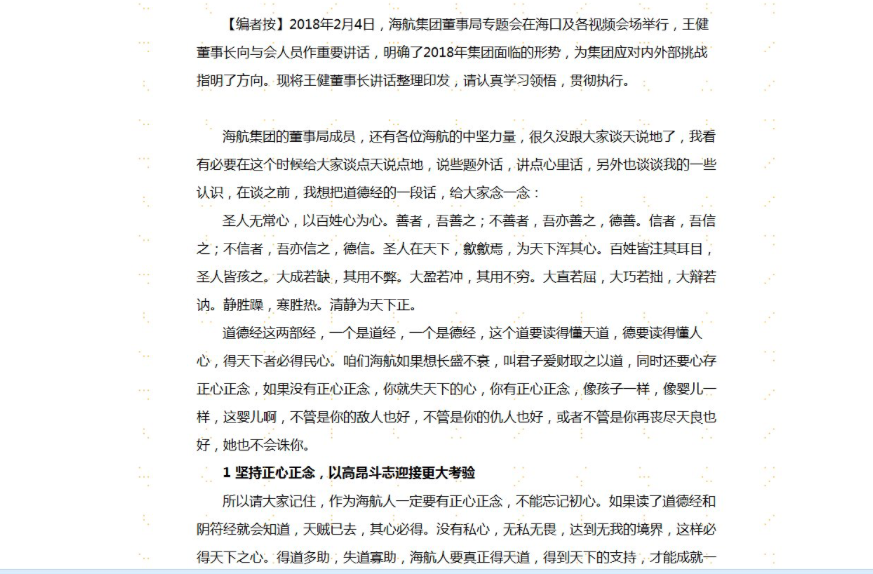 【编者按】2018年2月4日，海航集团董事局专题会在海口及各视频会场举行，王健
董事长向与会人员作重要讲话，明确了2018年集团面临的形势，为集团应对内外部挑战
指明了方向。现将王健董事长讲话整理印发，请认真学习领悟，贯彻执行。
海航集团的董事局成员，还有各位海航的中坚力量，很久没跟大家谈天说地了，我看
有必要在这个时候给大家谈点天说点地，说些题外话，讲点心里话，另外也谈谈我的一些
认识，在谈之前，我想把道德经的一段话，给大家念一念：
圣人无常心，以百姓心为心。善者，吾善之；不善者，吾亦善之，德善。信者，吾信
之；不信者，吾亦信之，德信。圣人在天下，歙歙焉，为天下浑其心。百姓皆注其耳目，
圣人皆孩之。大成若缺，其用不弊。大盈若冲，其用不穷。大直若屈，大巧若拙，大辩若
讷。静胜躁，寒胜热。清静为天下正。
道德经这两部经，一个是道经，一个是德经，这个道要读得懂天道，德要读得懂人
心，得天下者必得民心。咱们海航如果想长盛不衰，叫君子爱财取之以道，同时还要心存
正心正念，如果没有正心正念，你就失天下的心，你有正心正念，像孩子一样，像婴儿一
样，这婴儿啊，不管是你的敌人也好，不管是你的仇人也好，或者不管是你再丧尽天良也
好，她也不会诛你。
1 坚持正心正念，以高昂斗志迎接更大考验
所以请大家记住，作为海航人一定要有正心正念，不能忘记初心。如果读了道德经和
阴符经就会知道，天贼已去，其心必得。没有私心，无私无畏，达到无我的境界，这样必
得天下之心。得道多助，失道寡助，海航人要真正得天道，得到天下的支持，才能成就一